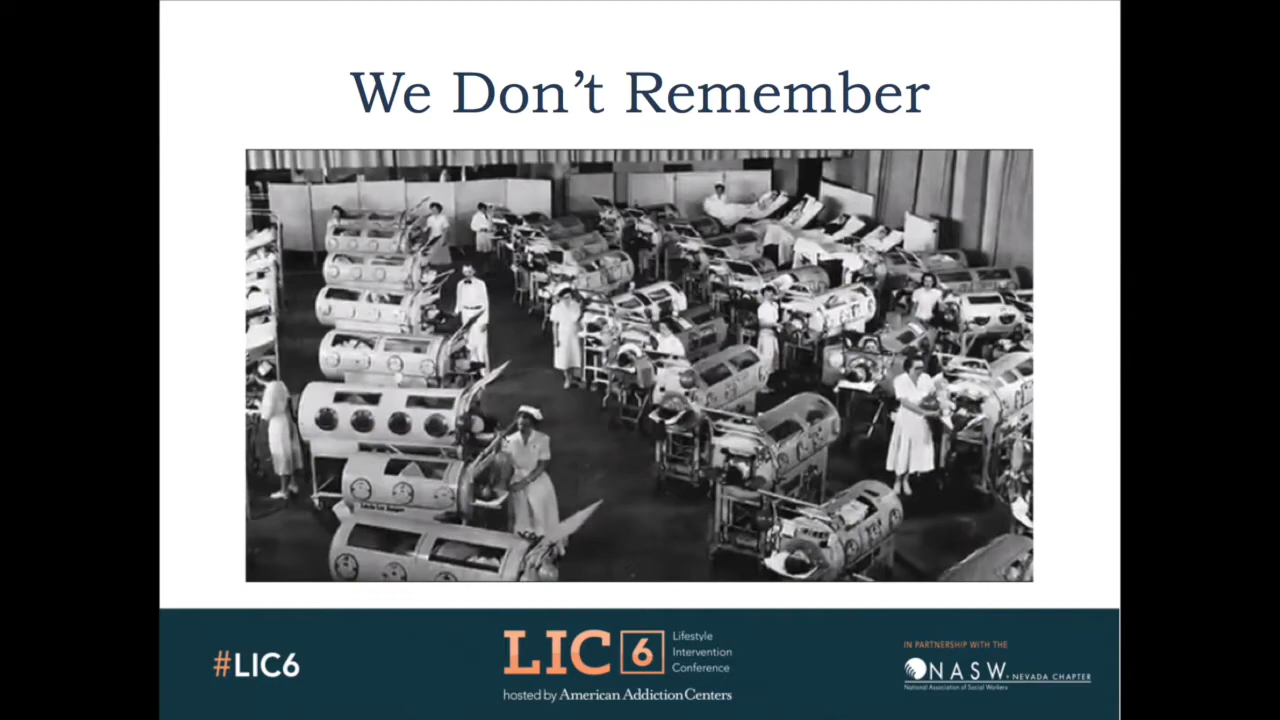 We Don't Remember
#LIC6
LIC 6
Lifestyle
Intervention
Conference
hosted by American Addiction Centers
IN PARTNERSHIP WITH THE
NASW • NEVADA CHAPTER
National Association of Social Workers